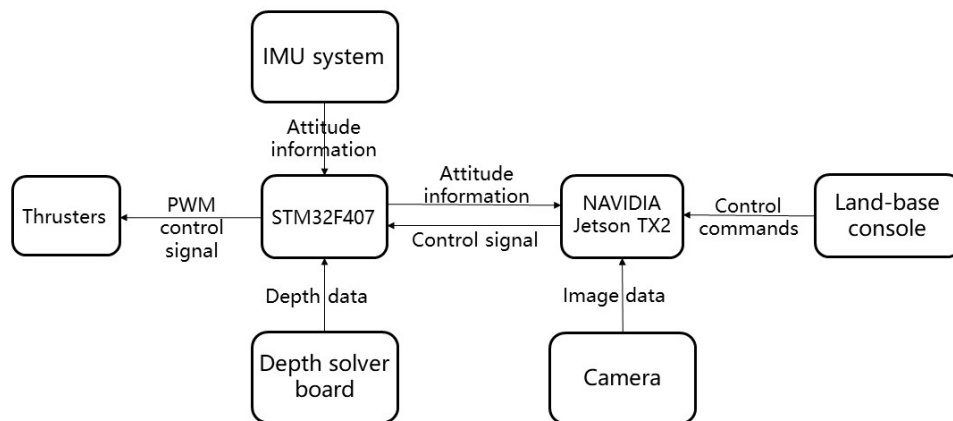 IMU system
Attitude
information
Thrusters
PWM
control
signal
STM32F407
Attitude
information
Control signal
NAVIDIA
Jetson TX2
Control
commands
Land-base
console
Depth data
Image data
Depth solver
board
Camera